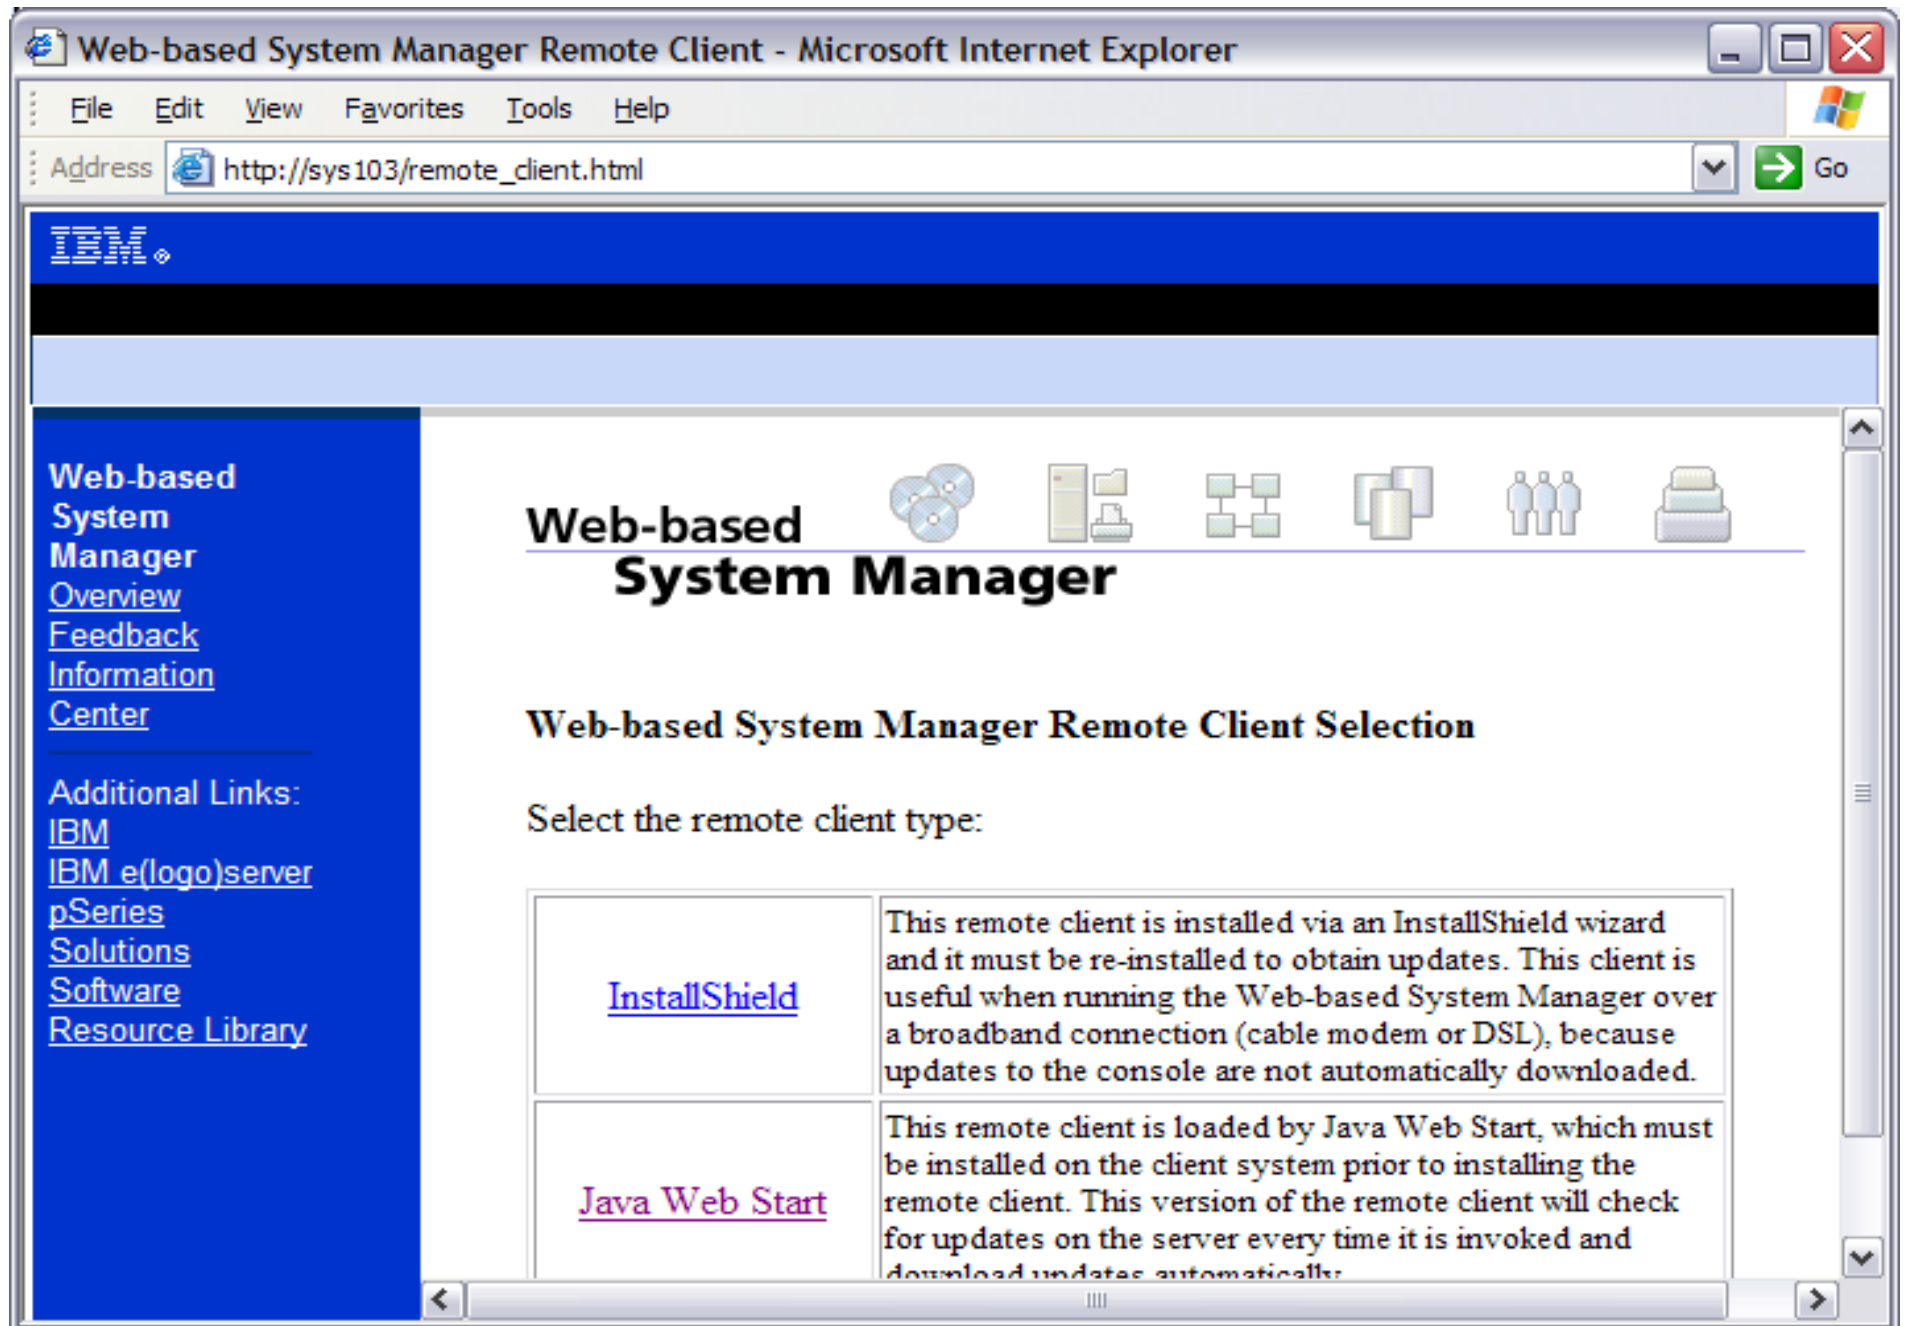 Web-based System Manager Remote Client - Microsoft Internet Explorer
File Edit View Favorites Tools Help
Address http://sys103/remote_client.html Go
IBM®
Web-based
System
Manager
Overview
Feedback
Information
Center
Additional Links:
IBM
IBM e(logo)server
pSeries
Solutions
Software
Resource Library
Web-based
System Manager
Web-based System Manager Remote Client Selection
Select the remote client type:
InstallShield
This remote client is installed via an InstallShield wizard
and it must be re-installed to obtain updates. This client is
useful when running the Web-based System Manager over
a broadband connection (cable modem or DSL), because
updates to the console are not automatically downloaded.
Java Web Start
This remote client is loaded by Java Web Start, which must
be installed on the client system prior to installing the
remote client. This version of the remote client will check
for updates on the server every time it is invoked and
download updates automatically.